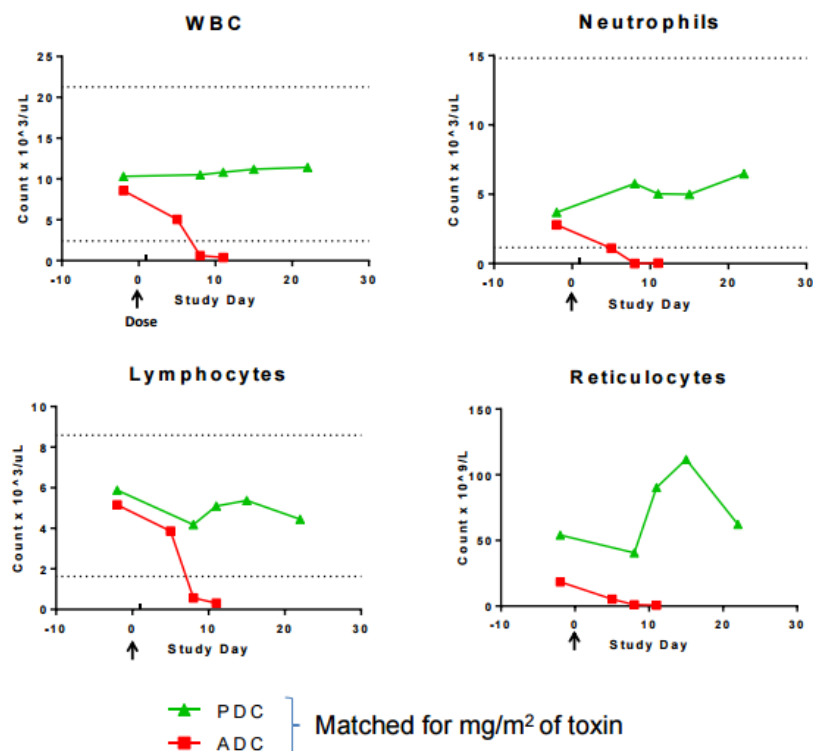 WBC
Count x 10^3/uL
25
20
15
10
5
0
-10 0 10 20 30
Study Day
Dose
Neutrophils
Count x 10^3/uL
15
10
5
0
-10 0 10 20 30
Study Day
Lymphocytes
Count x 10^3/uL
10
8
6
4
2
0
-10 0 10 20 30
Study Day
Reticulocytes
Count x 10^9/L
150
100
50
0
-10 0 10 20 30
Study Day
PDC
ADC
Matched for mg/m² of toxin